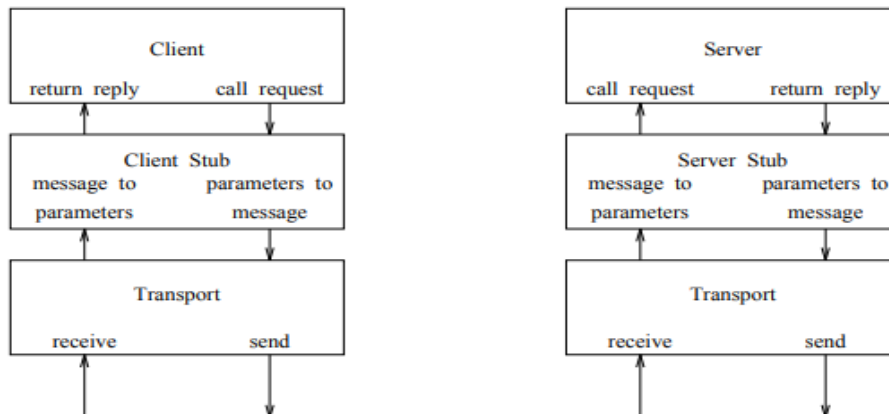 Client
return reply call request
Client Stub
message to parameters to
parameters message
Transport
receive send
Server
call request return reply
Server Stub
message to parameters to
parameters message
Transport
receive send